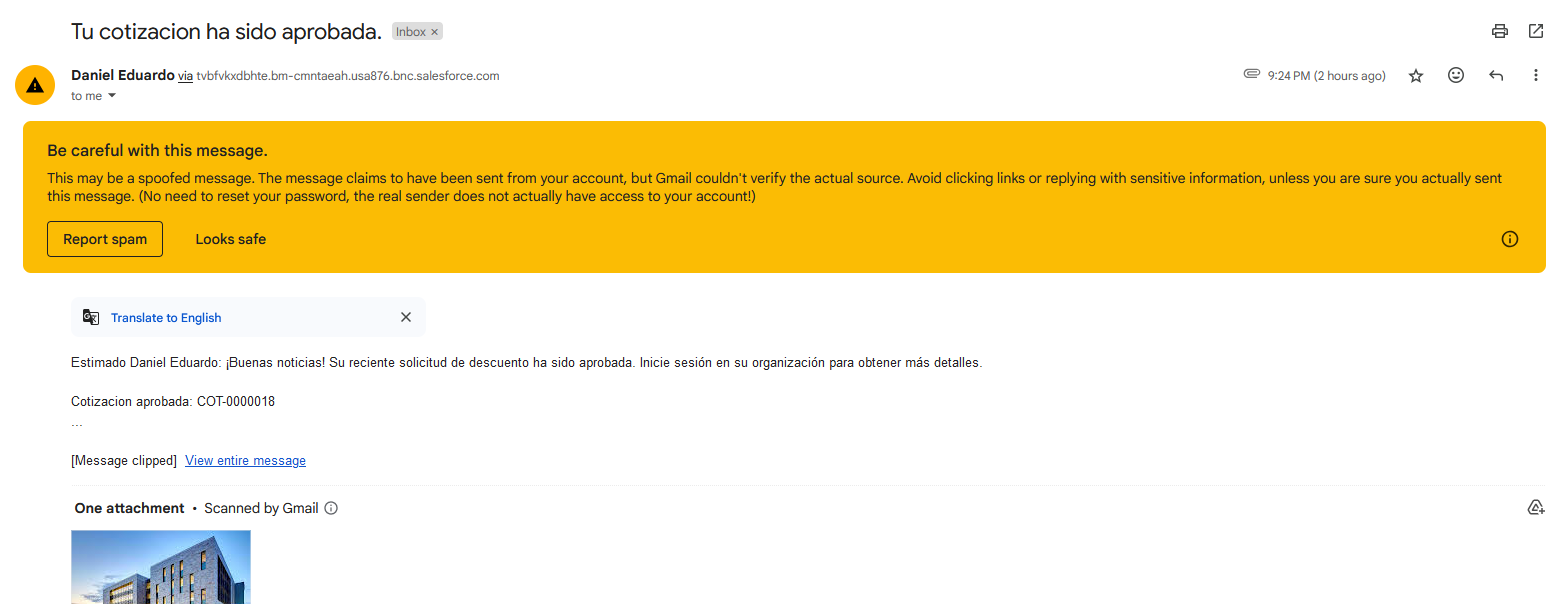 Tu cotizacion ha sido aprobada. Inbox ×
Daniel Eduardo via tvbfvkxdbhte.bm-cmntaeah.usa876.bnc.salesforce.com 9:24 PM (2 hours ago)
to me
Be careful with this message.
This may be a spoofed message. The message claims to have been sent from your account, but Gmail couldn't verify the actual source. Avoid clicking links or replying with sensitive information, unless you are sure you actually sent
this message. (No need to reset your password, the real sender does not actually have access to your account!)
Report spam Looks safe
Translate to English
Estimado Daniel Eduardo: ¡Buenas noticias! Su reciente solicitud de descuento ha sido aprobada. Inicie sesión en su organización para obtener más detalles.
Cotizacion aprobada: COT-0000018
...
[Message clipped] View entire message
One attachment • Scanned by Gmail